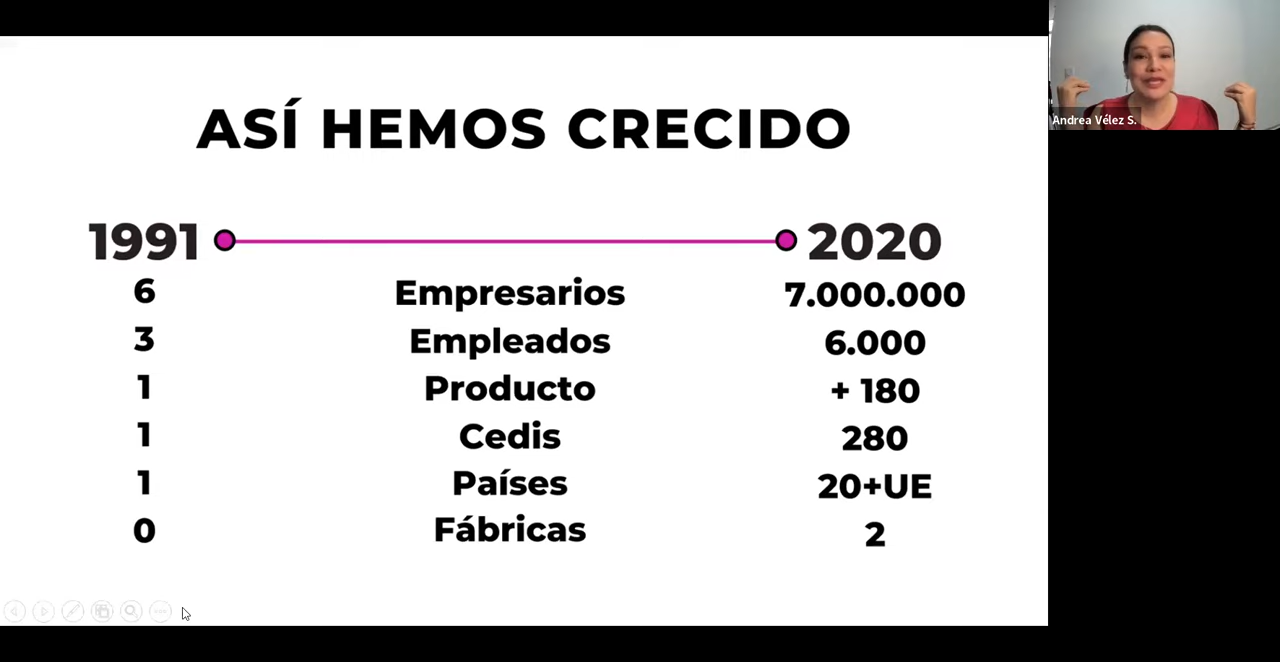 ASÍ HEMOS CRECIDO
1991 2020
6 Empresarios 7.000.000
3 Empleados 6.000
1 Producto + 180
1 Cedis 280
1 Países 20+UE
0 Fábricas 2
Andrea Vélez S.